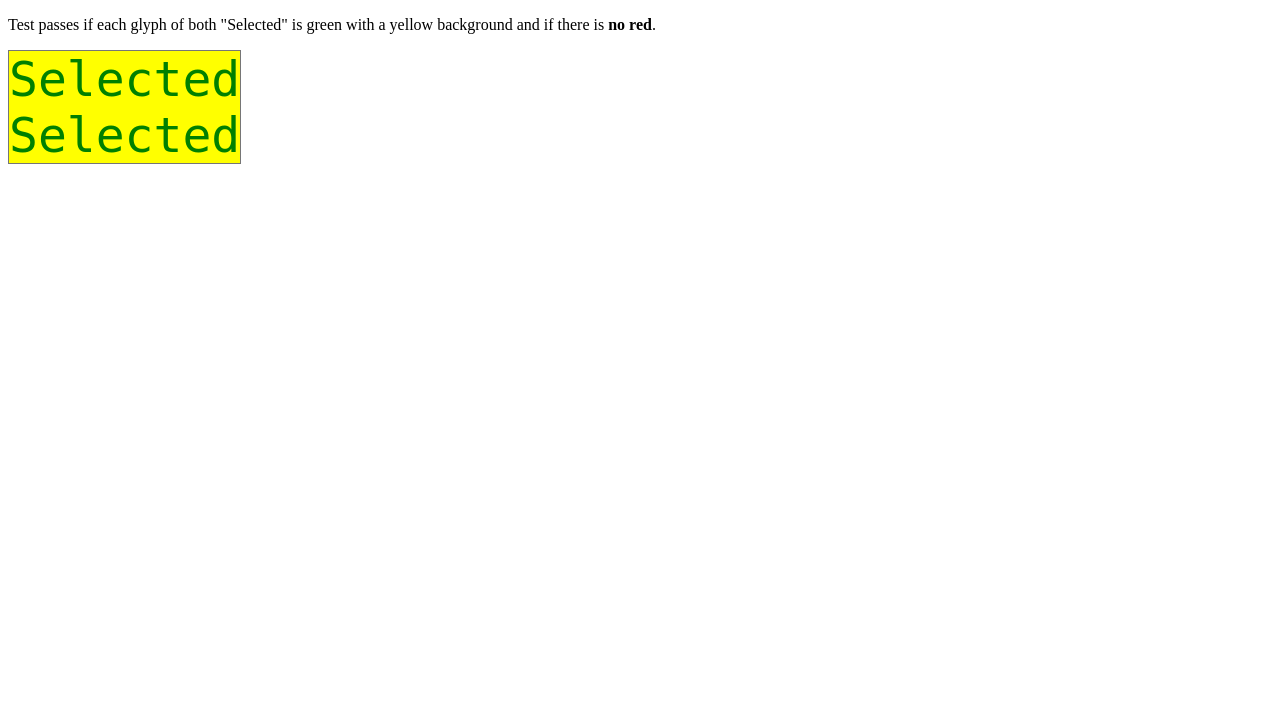 Test passes if each glyph of both "Selected" is green with a yellow background and if there is no red.
Selected
Selected